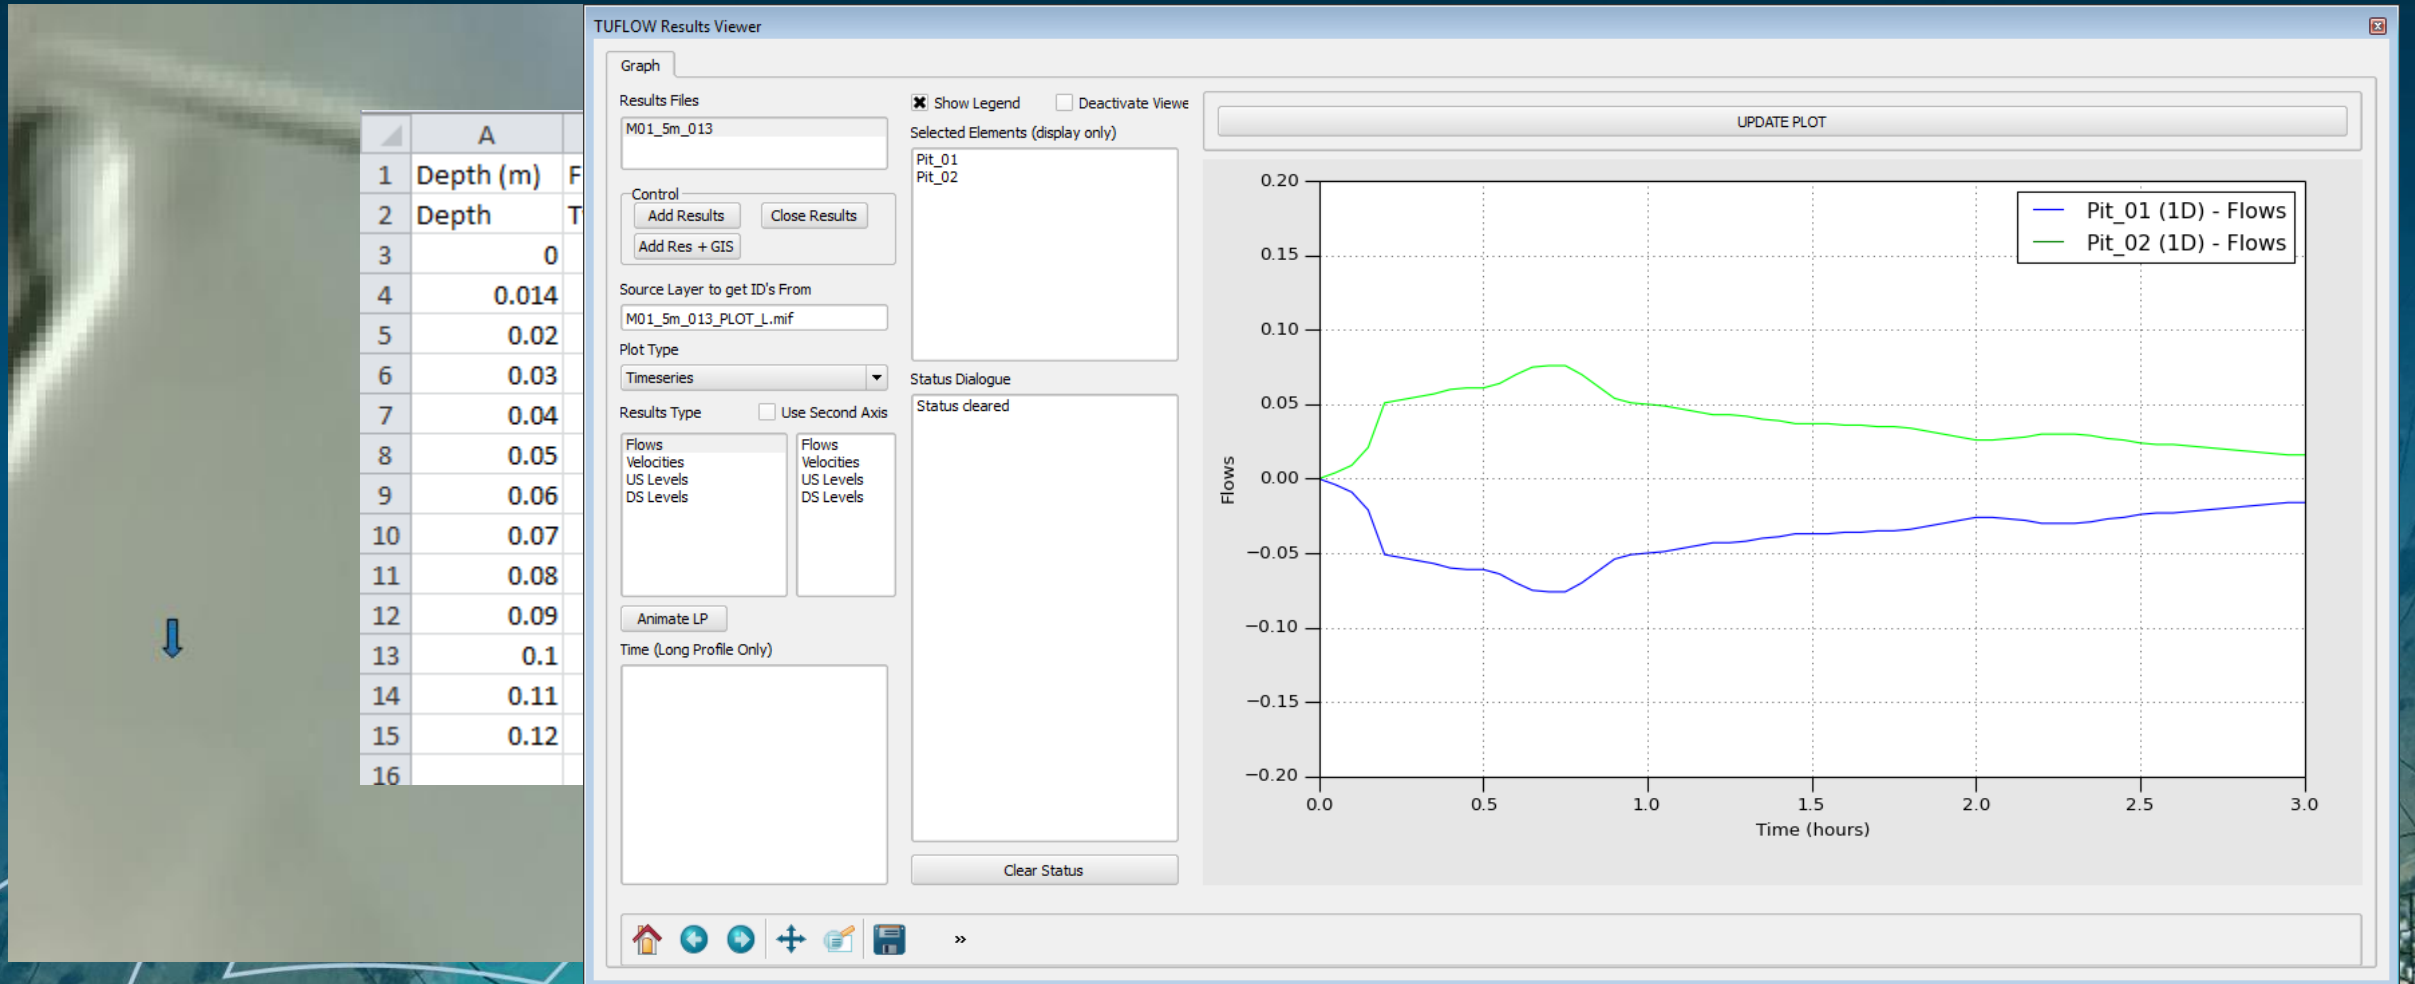 TUFLOW Results Viewer
Graph
Results Files
M01_5m_013
Control
Add Results
Close Results
Add Res + GIS
Source Layer to get ID's From
M01_5m_013_PLOT_L.mif
Plot Type
Timeseries
Results Type
Use Second Axis
Flows
Velocities
US Levels
DS Levels
Flows
Velocities
US Levels
DS Levels
Animate LP
Time (Long Profile Only)
Show Legend
Deactivate Viewe
Selected Elements (display only)
Pit_01
Pit_02
Status Dialogue
Status cleared
Clear Status
UPDATE PLOT
Pit_01 (1D) - Flows
Pit_02 (1D) - Flows
0.20
0.15
0.10
0.05
0.00
−0.05
−0.10
−0.15
−0.20
Flows
0.0 0.5 1.0 1.5 2.0 2.5 3.0
Time (hours)
»
A
1 Depth (m) F
2 Depth
3 0
4 0.014
5 0.02
6 0.03
7 0.04
8 0.05
9 0.06
10 0.07
11 0.08
12 0.09
13 0.1
14 0.11
15 0.12
16